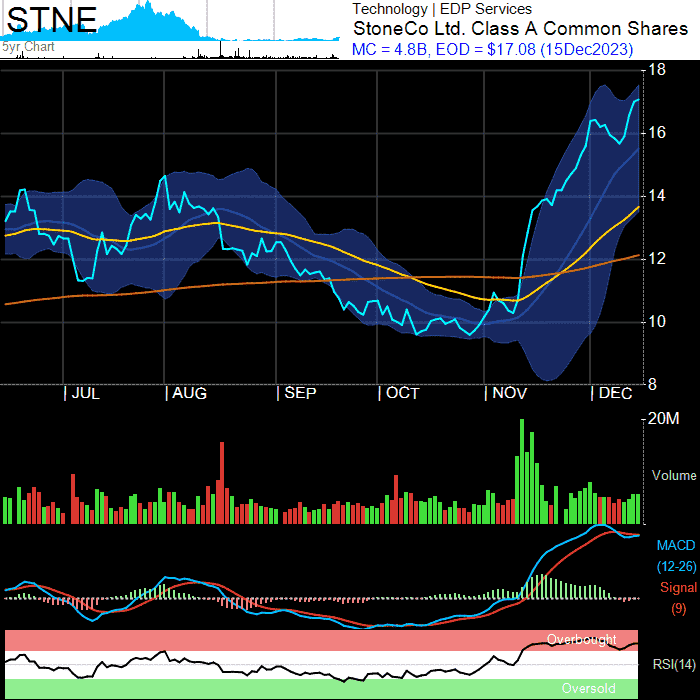 STNE
5yr Chart
Technology | EDP Services
StoneCo Ltd. Class A Common Shares
MC = 4.8B, EOD = $17.08 (15Dec2023)
18
16
14
12
10
8
| JUL | AUG | SEP | OCT | NOV | DEC
20M
Volume
MACD
(12-26)
Signal
(9)
Overbought
RSI(14)
Oversold